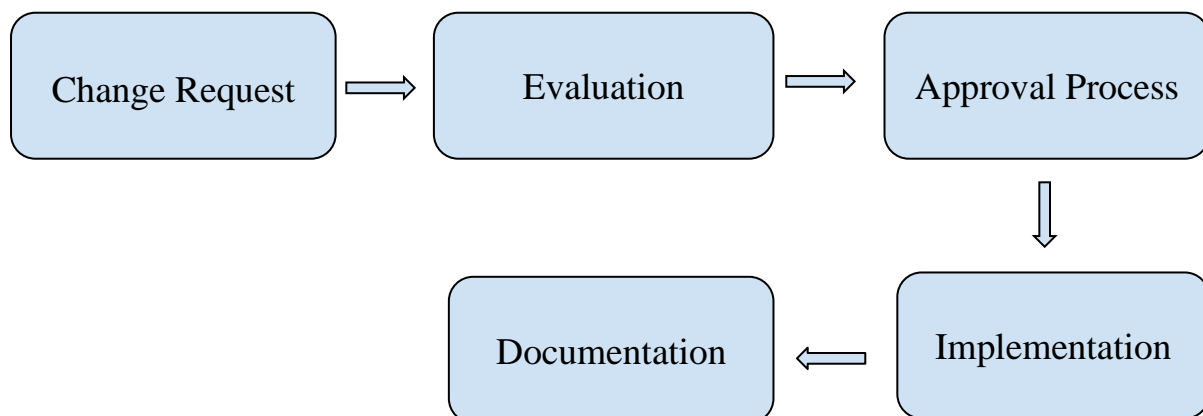 Change Request
Evaluation
Approval Process
Implementation
Documentation